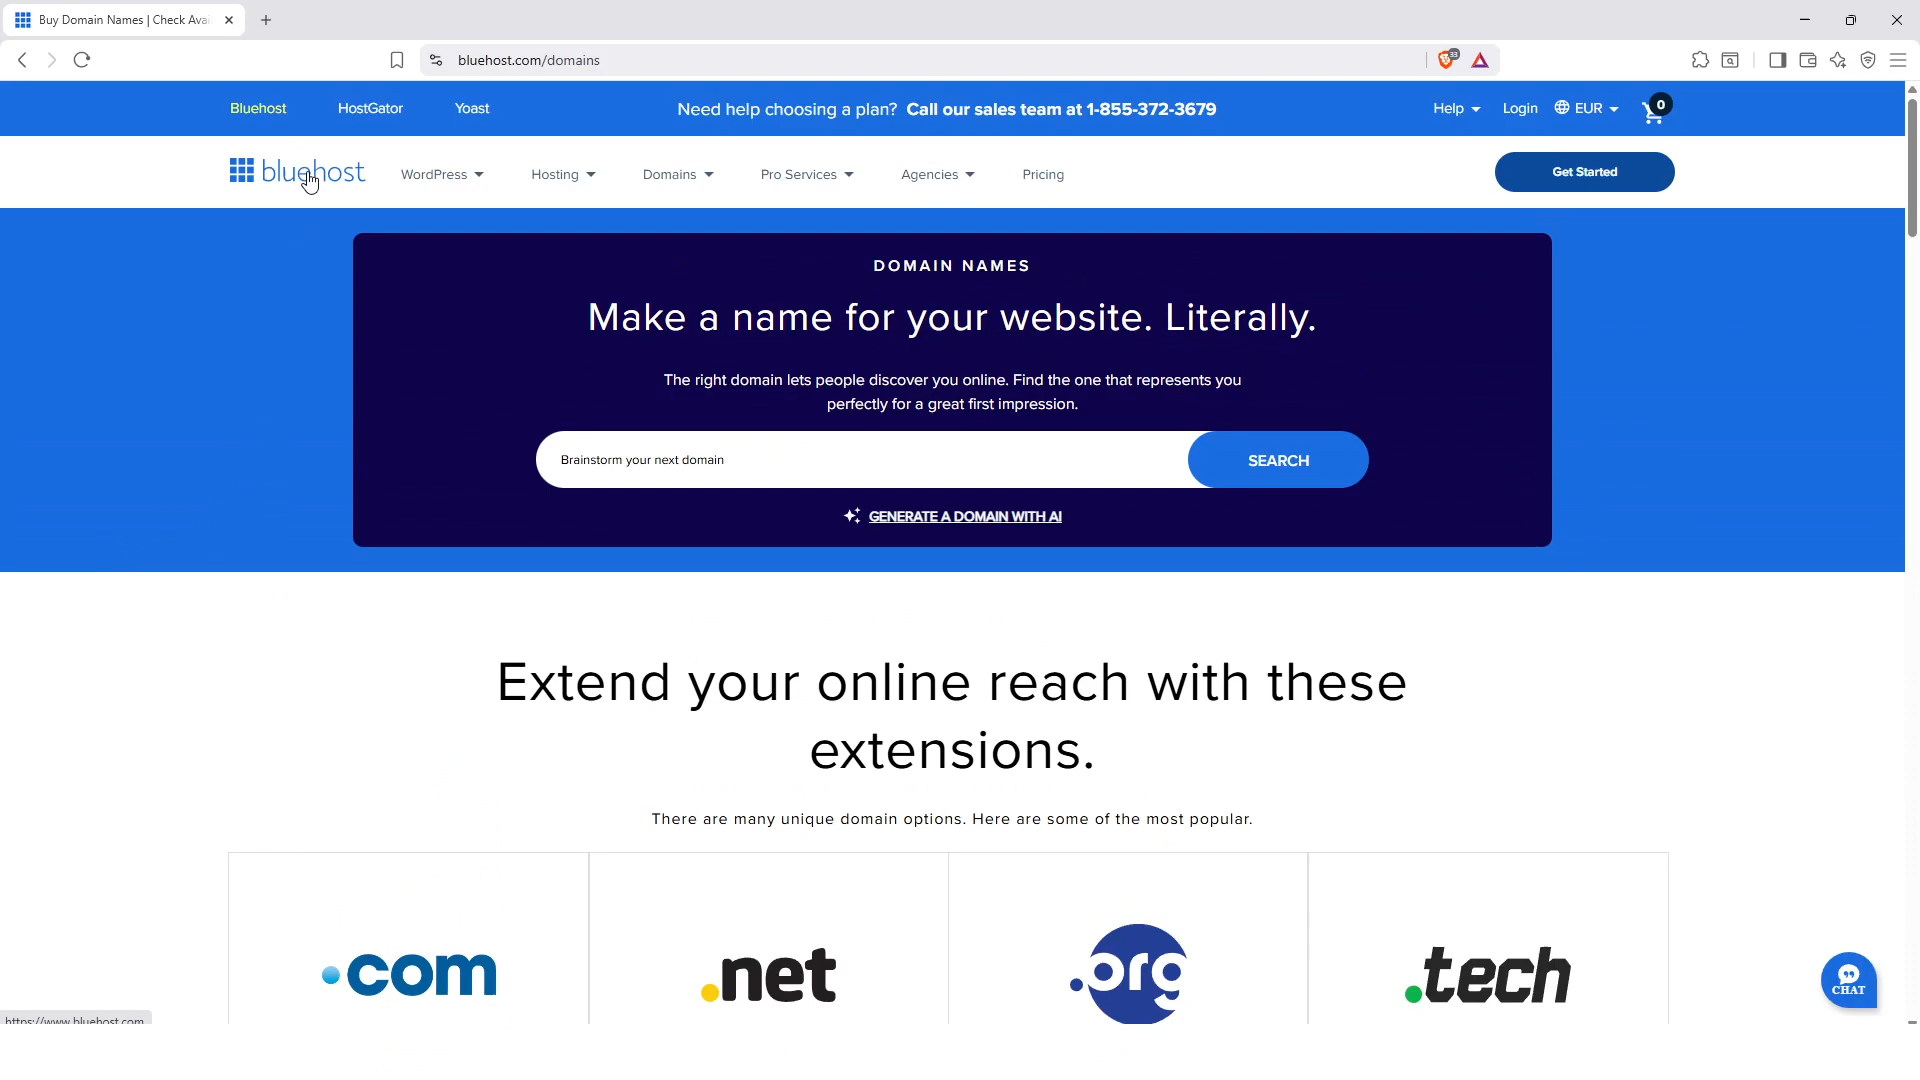 Buy Domain Names | Check Avai
bluehost.com/domains
33
Bluehost HostGator Yoast Need help choosing a plan? Call our sales team at 1-855-372-3679 Help Login EUR 0
bluehost WordPress Hosting Domains Pro Services Agencies Pricing Get Started
DOMAIN NAMES
Make a name for your website. Literally.
The right domain lets people discover you online. Find the one that represents you
perfectly for a great first impression.
Brainstorm your next domain SEARCH
GENERATE A DOMAIN WITH AI
Extend your online reach with these
extensions.
There are many unique domain options. Here are some of the most popular.
.com .net .org .tech
CHAT
https://www.bluehost.com